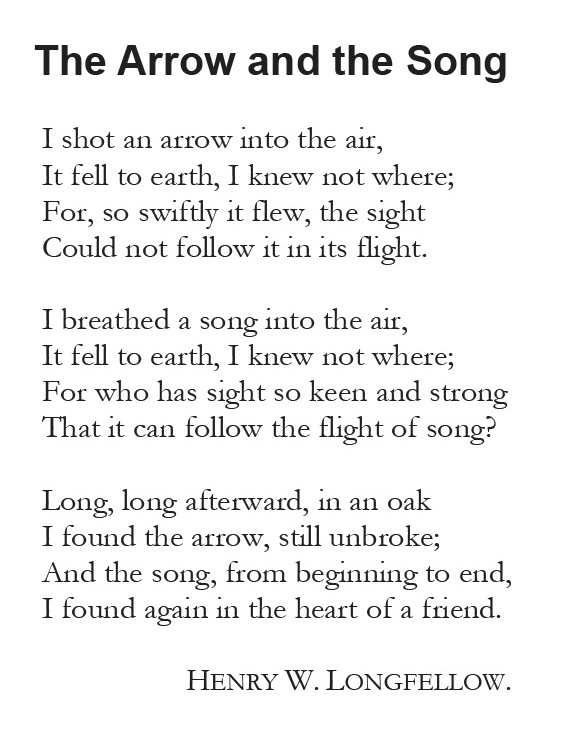 The Arrow and the Song
I shot an arrow into the air,
It fell to earth, I knew not where;
For, so swiftly it flew, the sight
Could not follow it in its flight.
I breathed a song into the air,
It fell to earth, I knew not where;
For who has sight so keen and strong
That it can follow the flight of song?
Long, long afterward, in an oak
I found the arrow, still unbroke;
And the song, from beginning to end,
I found again in the heart of a friend.
HENRY W. LONGFELLOW.